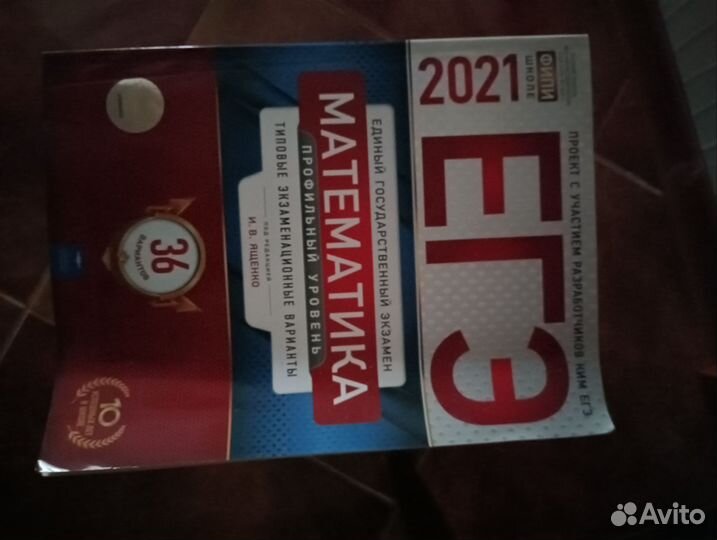 ПРОЕКТ С УЧАСТИЕМ РАЗРАБОТЧИКОВ КИМ ЕГЭ
ФИПИ
ШКОЛЕ
2021
ЕГЭ
ЕДИНЫЙ ГОСУДАРСТВЕННЫЙ ЭКЗАМЕН
МАТЕМАТИКА
ПРОФИЛЬНЫЙ УРОВЕНЬ
ТИПОВЫЕ ЭКЗАМЕНАЦИОННЫЕ ВАРИАНТЫ
ПОД РЕДАКЦИЕЙ
И. В. ЯЩЕНКО
36
ВАРИАНТОВ
10
Avito